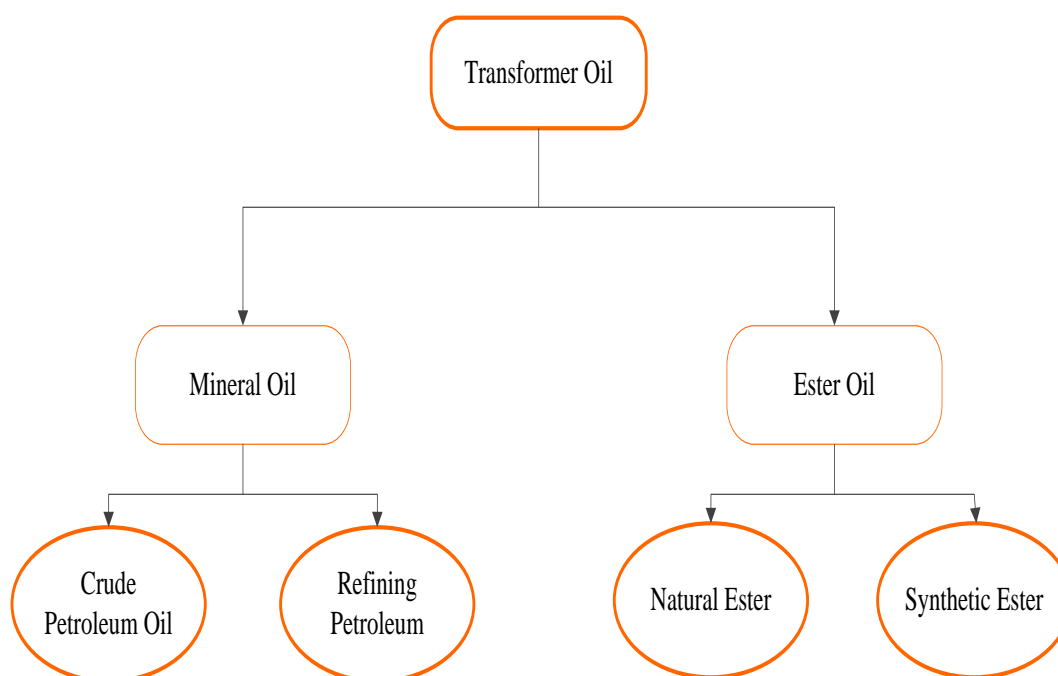 Transformer Oil
Mineral Oil
Ester Oil
Crude
Petroleum Oil
Refining
Petroleum
Natural Ester
Synthetic Ester